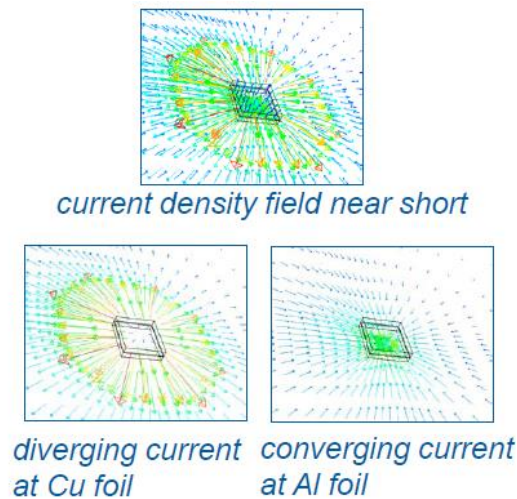 current density field near short
diverging current
at Cu foil
converging current
at Al foil